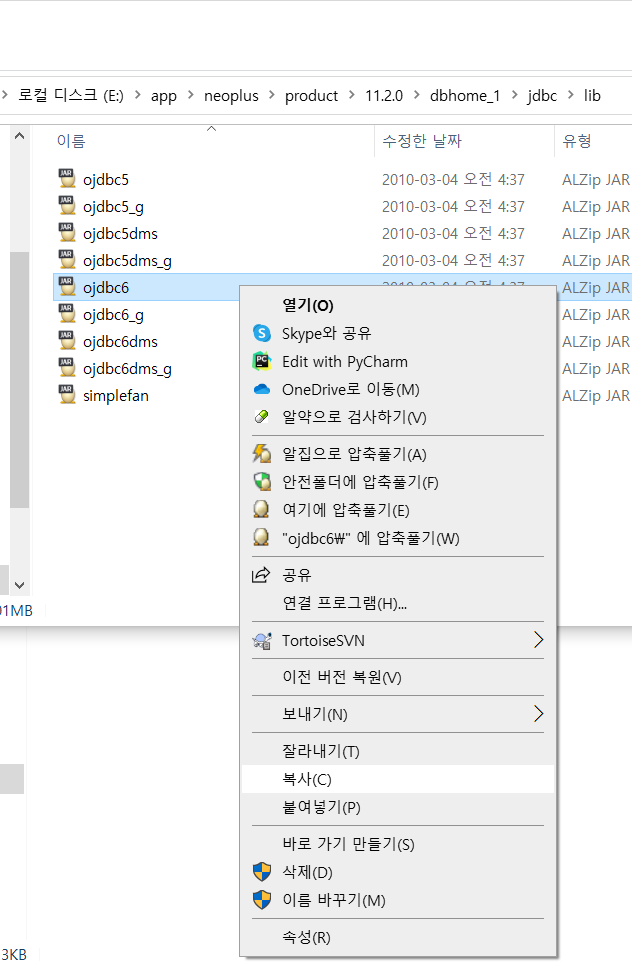 로컬 디스크 (E:) > app > neoplus > product > 11.2.0 > dbhome_1 > jdbc > lib
이름 수정한 날짜 유형
ojdbc5 2010-03-04 오전 4:37 ALZip JAR
ojdbc5_g 2010-03-04 오전 4:37 ALZip JAR
ojdbc5dms 2010-03-04 오전 4:37 ALZip JAR
ojdbc5dms_g 2010-03-04 오전 4:37 ALZip JAR
ojdbc6 2010-03-04 오전 4:37 ALZip JAR
ojdbc6_g ALZip JAR
ojdbc6dms ALZip JAR
ojdbc6dms_g ALZip JAR
simplefan ALZip JAR
열기(O)
Skype와 공유
Edit with PyCharm
OneDrive로 이동(M)
알약으로 검사하기(V)
알집으로 압축풀기(A)
안전폴더에 압축풀기(F)
여기에 압축풀기(E)
"ojdbc6₩" 에 압축풀기(W)
공유
연결 프로그램(H)...
01MB
TortoiseSVN
이전 버전 복원(V)
보내기(N)
잘라내기(T)
복사(C)
붙여넣기(P)
바로 가기 만들기(S)
삭제(D)
이름 바꾸기(M)
속성(R)
3KB